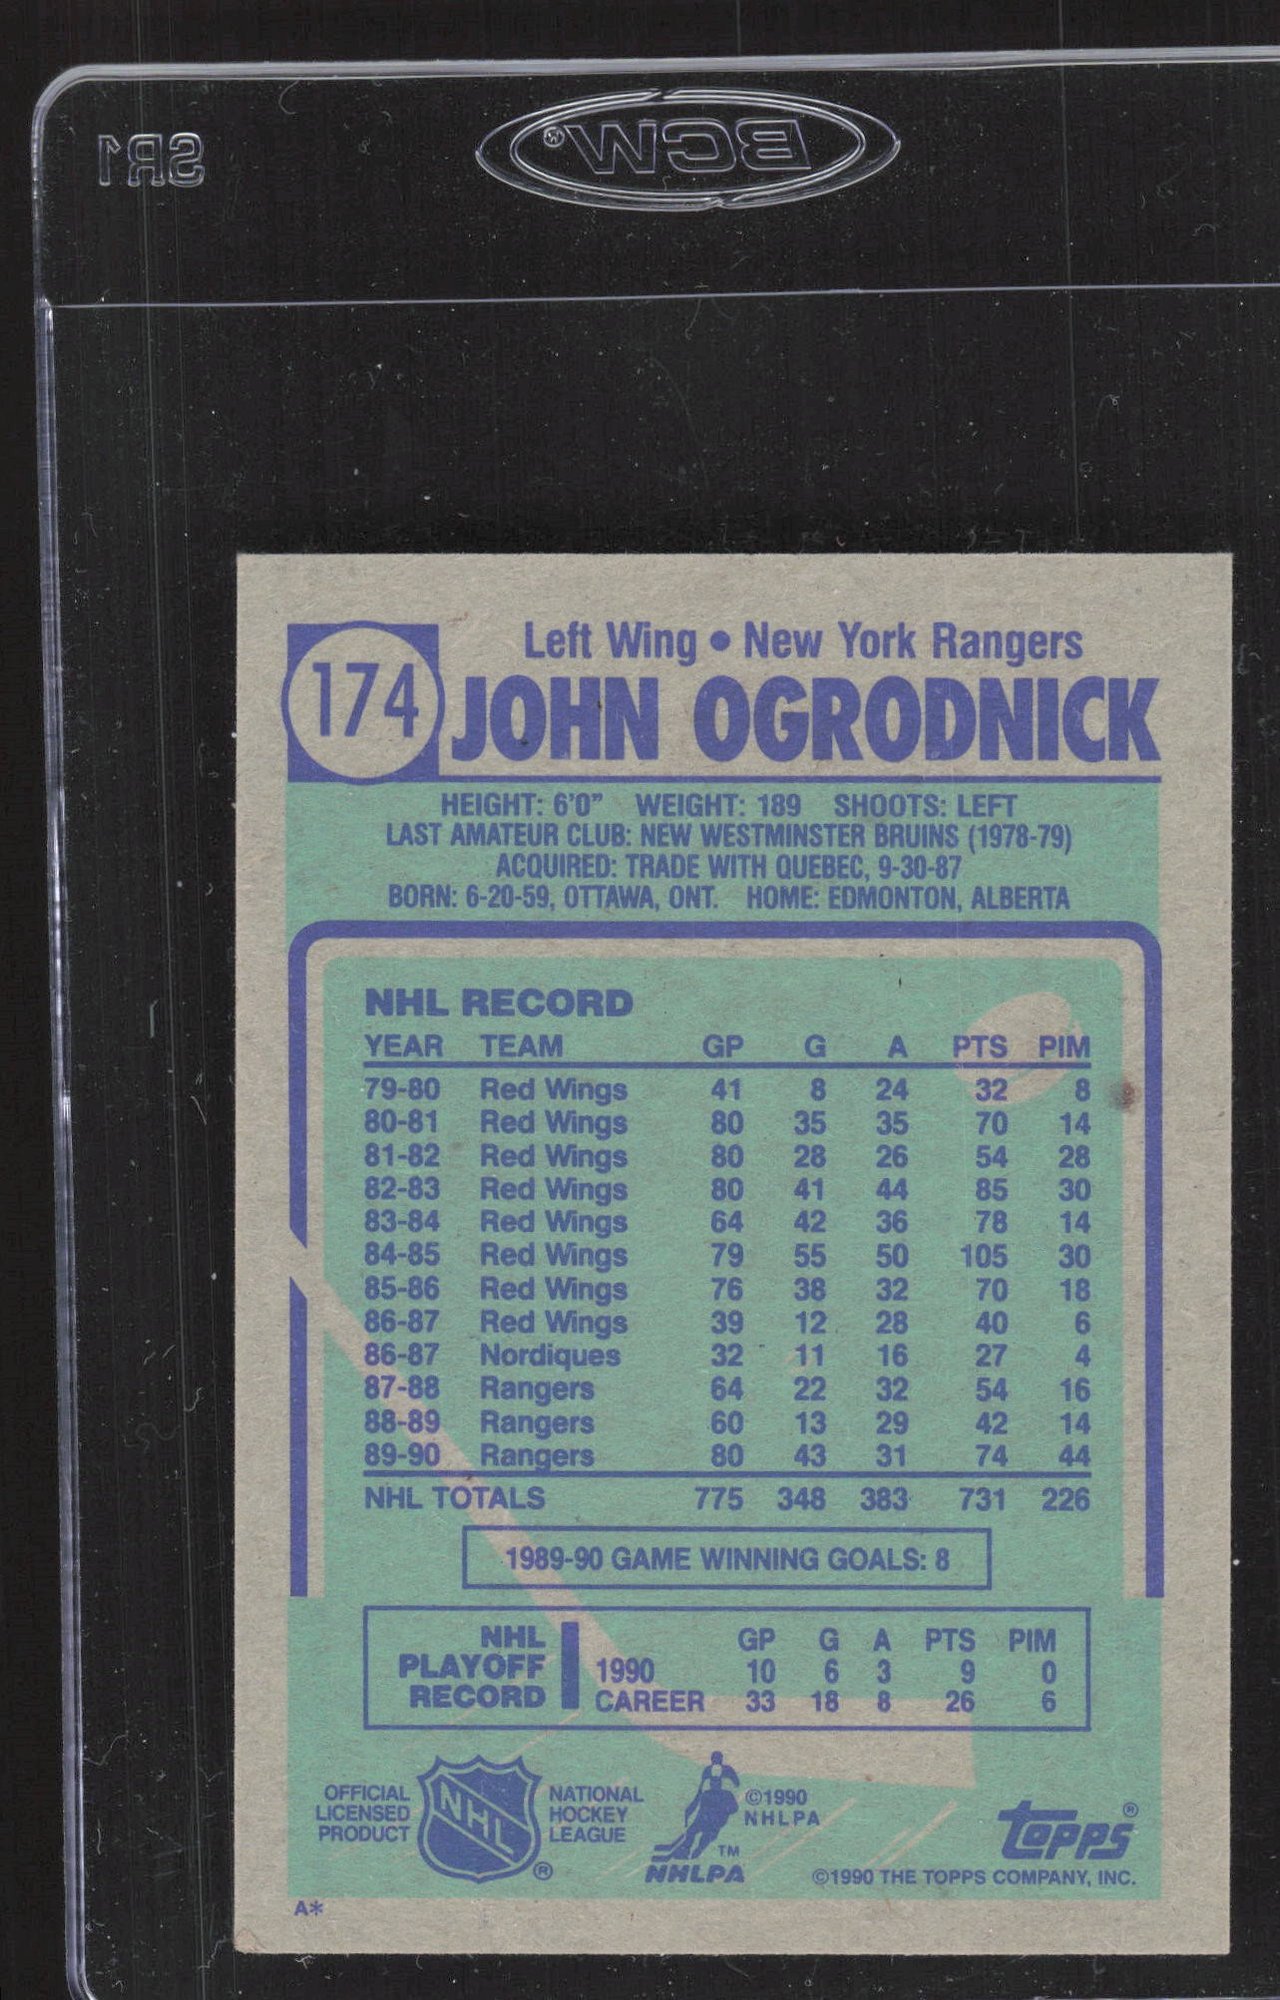 SR1
BCW®
174
Left Wing • New York Rangers
JOHN OGRODNICK
HEIGHT: 6'0" WEIGHT: 189 SHOOTS: LEFT
LAST AMATEUR CLUB: NEW WESTMINSTER BRUINS (1978-79)
ACQUIRED: TRADE WITH QUEBEC, 9-30-87
BORN: 6-20-59, OTTAWA, ONT. HOME: EDMONTON, ALBERTA
NHL RECORD
YEAR TEAM GP G A PTS PIM
79-80 Red Wings 41 8 24 32 8
80-81 Red Wings 80 35 35 70 14
81-82 Red Wings 80 28 26 54 28
82-83 Red Wings 80 41 44 85 30
83-84 Red Wings 64 42 36 78 14
84-85 Red Wings 79 55 50 105 30
85-86 Red Wings 76 38 32 70 18
86-87 Red Wings 39 12 28 40 6
86-87 Nordiques 32 11 16 27 4
87-88 Rangers 64 22 32 54 16
88-89 Rangers 60 13 29 42 14
89-90 Rangers 80 43 31 74 44
NHL TOTALS 775 348 383 731 226
1989-90 GAME WINNING GOALS: 8
NHL PLAYOFF RECORD
GP G A PTS PIM
1990 10 6 3 9 0
CAREER 33 18 8 26 6
OFFICIAL
LICENSED
PRODUCT
NHL
®
NATIONAL
HOCKEY
LEAGUE
©1990
NHLPA
TM
NHLPA
topps®
©1990 THE TOPPS COMPANY, INC.
A*